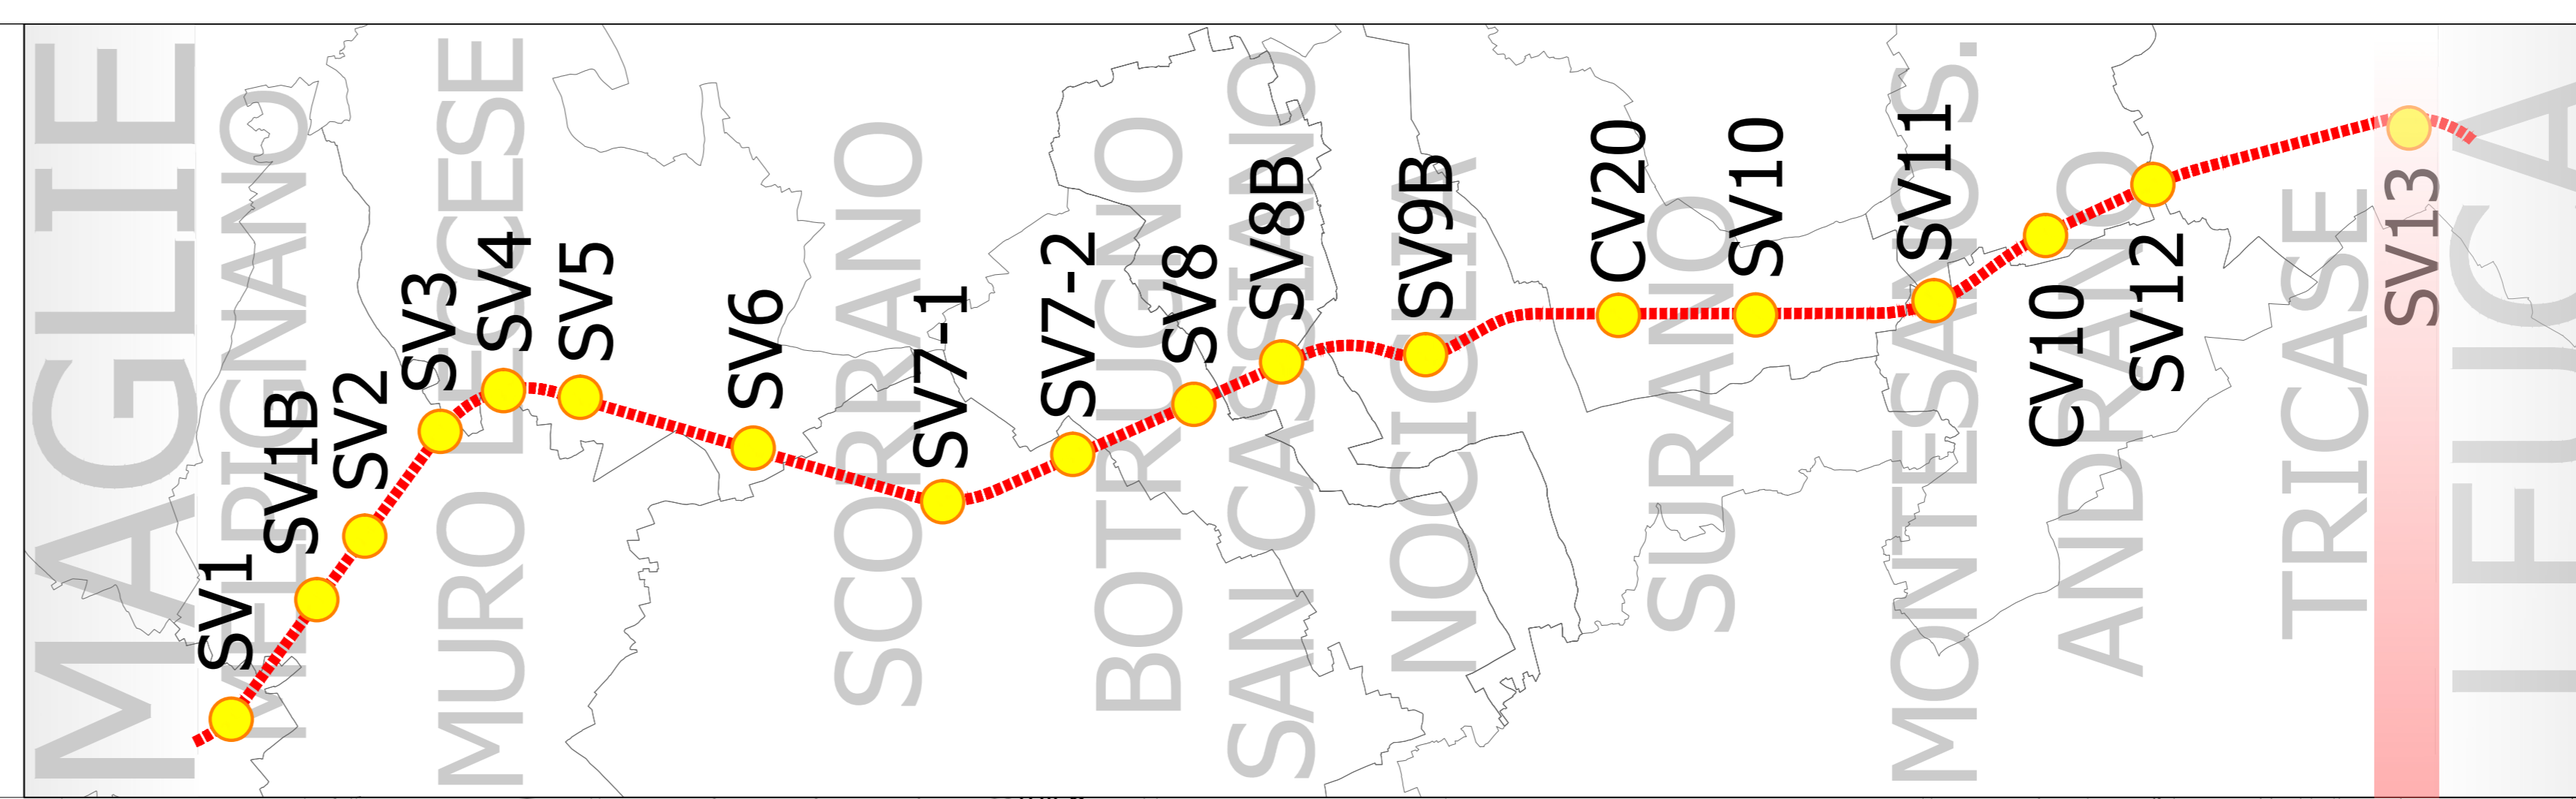 MAGLIE
MELPIGNANO
SV1
SV1B
SV2
SV3
MURO LECCESE
SV4
SV5
SV6
SCORRANO
SV7-1
SV7-2
BOTRUGNO
SV8
SAN CASSIANO
SV8B
NOCIGLIA
SV9B
CV20
SURANO
SV10
MONTESANO S.
SV11
CV10
ANDRANO
SV12
TRICASE
SV13
LEUCA